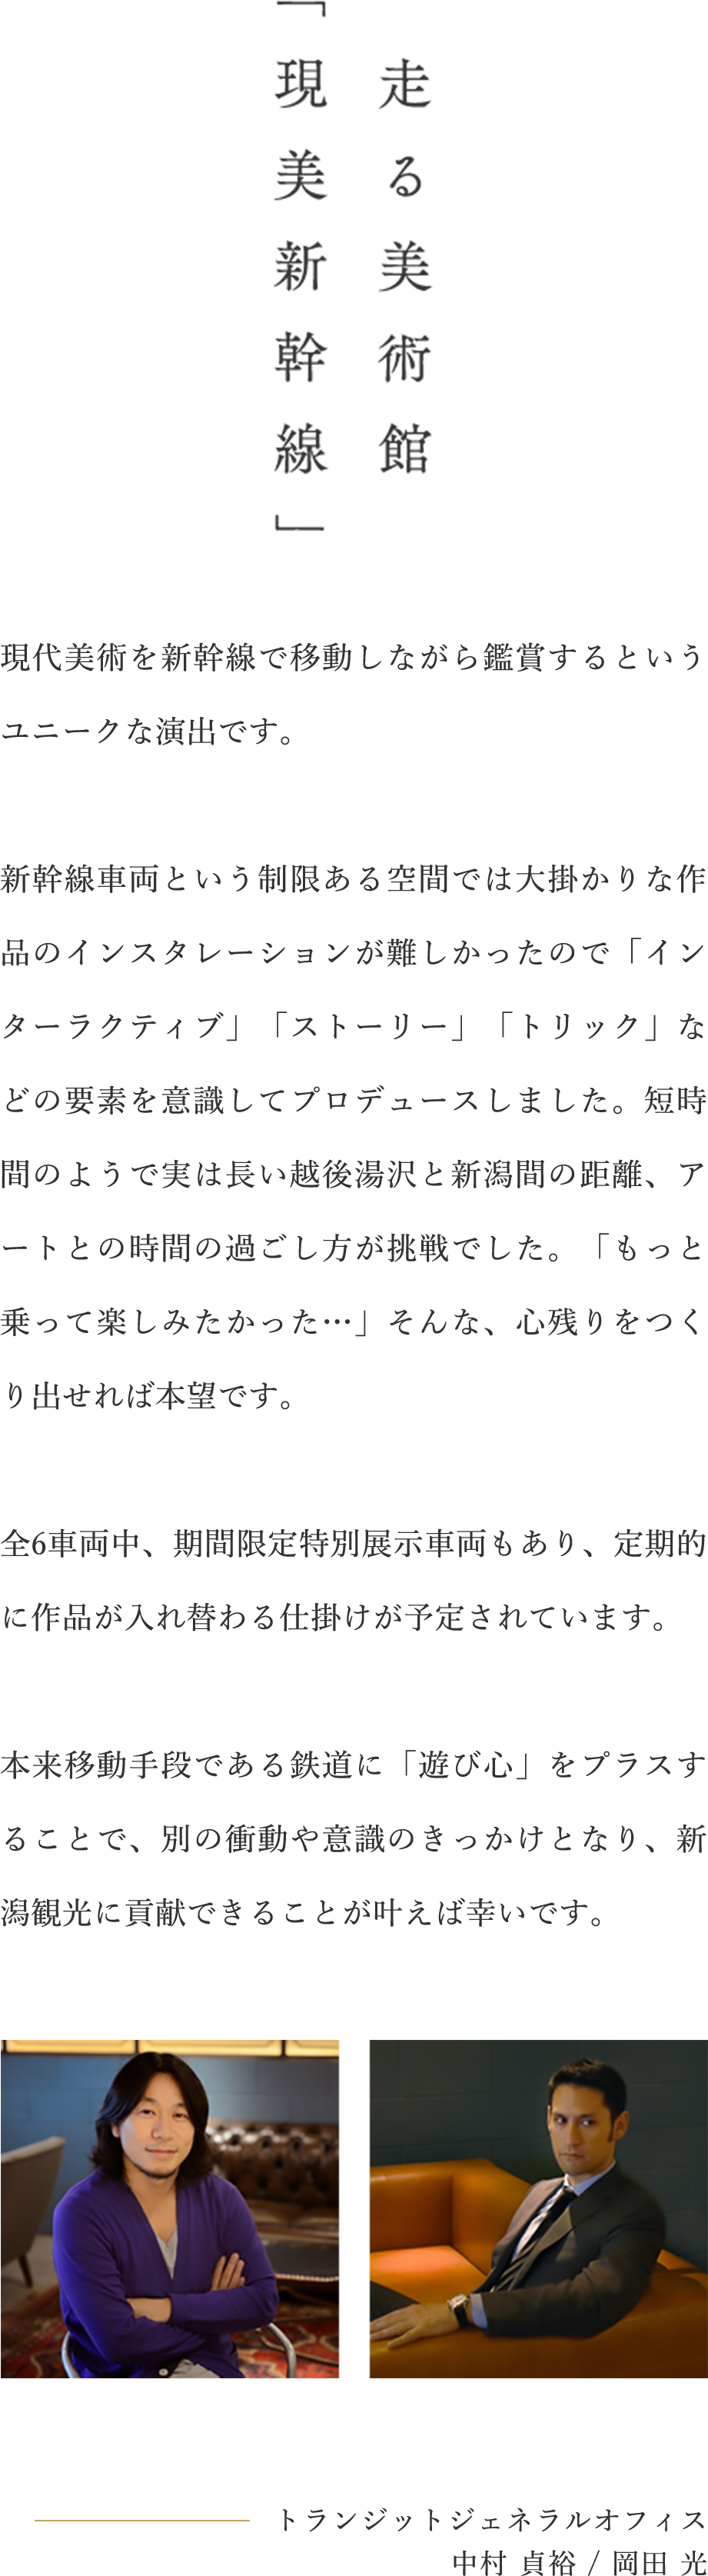 走る美術館
「現美新幹線」
現代美術を新幹線で移動しながら鑑賞するという
ユニークな演出です。
新幹線車両という制限ある空間では大掛かりな作
品のインスタレーションが難しかったので「イン
ターラクティブ」「ストーリー」「トリック」な
どの要素を意識してプロデュースしました。短時
間のようで実は長い越後湯沢と新潟間の距離、ア
ートとの時間の過ごし方が挑戦でした。「もっと
乗って楽しみたかった…」そんな、心残りをつく
り出せれば本望です。
全6車両中、期間限定特別展示車両もあり、定期的
に作品が入れ替わる仕掛けが予定されています。
本来移動手段である鉄道に「遊び心」をプラスす
ることで、別の衝動や意識のきっかけとなり、新
潟観光に貢献できることが叶えば幸いです。
トランジットジェネラルオフィス
中村 貞裕 / 岡田 光